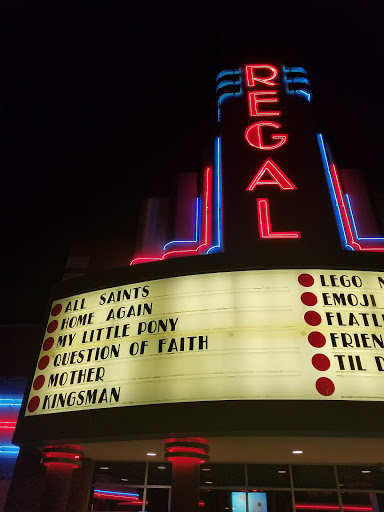 REGAL
ALL SAINTS
HOME AGAIN
MY LITTLE PONY
QUESTION OF FAITH
MOTHER
KINGSMAN
LEGO N
EMOJI
FLATL
FRIEN
TIL D